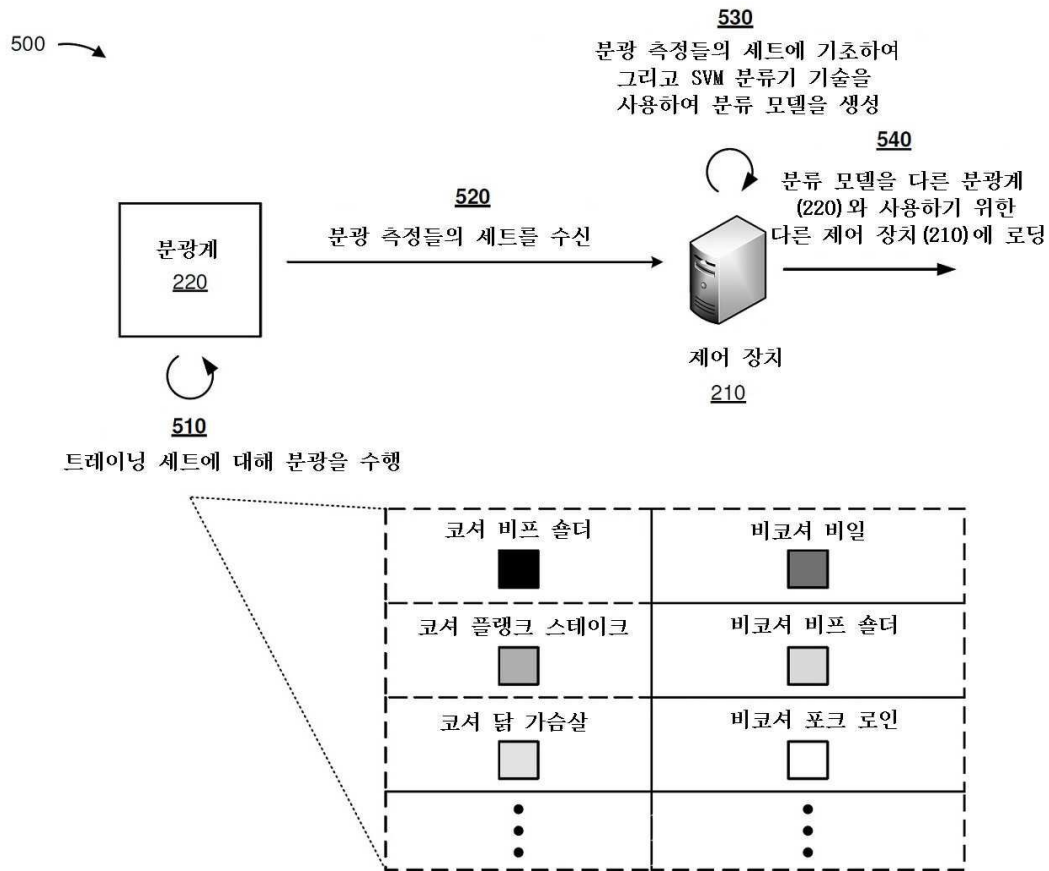 500
530
분광 측정들의 세트에 기초하여
그리고 SVM 분류기 기술을
사용하여 분류 모델을 생성
540
분류 모델을 다른 분광계
(220)와 사용하기 위한
다른 제어 장치(210)에 로딩
520
분광 측정들의 세트를 수신
분광계
220
제어 장치
210
510
트레이닝 세트에 대해 분광을 수행
코셔 비프 숄더
비코셔 비일
코셔 플랭크 스테이크
비코셔 비프 숄더
코셔 닭 가슴살
비코셔 포크 로인